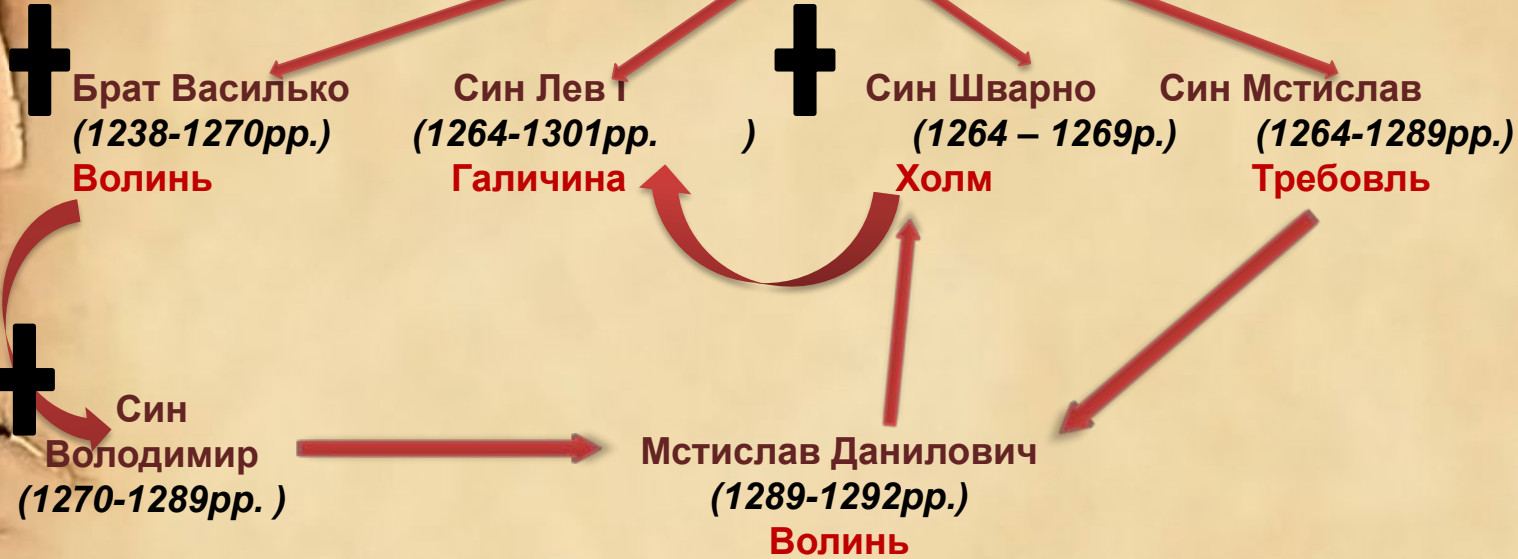 Брат Василько
(1238-1270рр.)
Волинь
Син Лев І
(1264-1301рр. )
Галичина
Син Шварно
(1264 – 1269р.)
Холм
Син Мстислав
(1264-1289рр.)
Требовль
Син
Володимир
(1270-1289рр. )
Мстислав Данилович
(1289-1292рр.)
Волинь